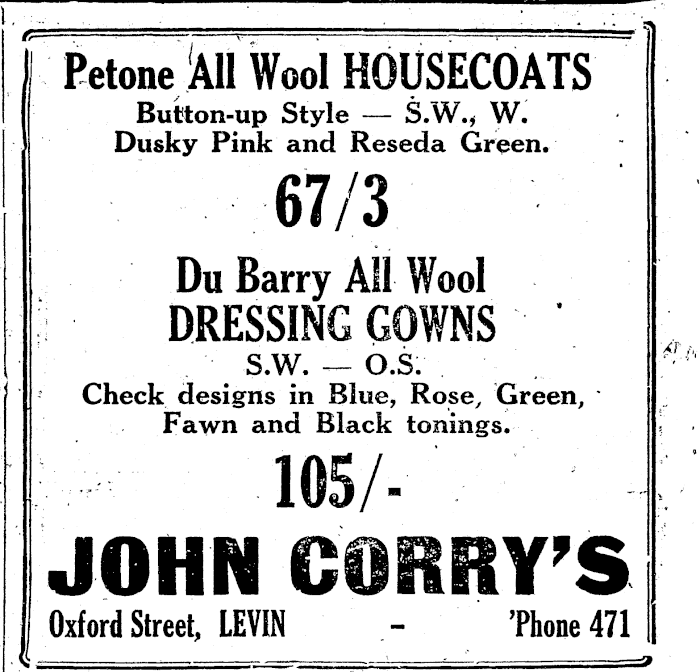 Petone All Wool HOUSECOATS
Button-up Style — S.W., W.
Dusky Pink and Reseda Green.
67/3
Du Barry All Wool
DRESSING GOWNS
S.W. — O.S.
Check designs in Blue, Rose, Green,
Fawn and Black tonings.
105/-
JOHN CORRY'S
Oxford Street, LEVIN - 'Phone 471